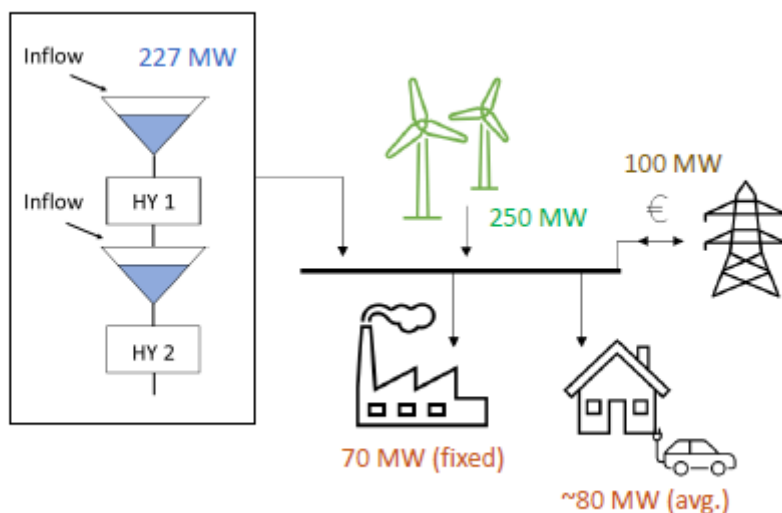 Inflow
227 MW
HY 1
Inflow
HY 2
250 MW
100 MW
€
70 MW (fixed)
~80 MW (avg.)